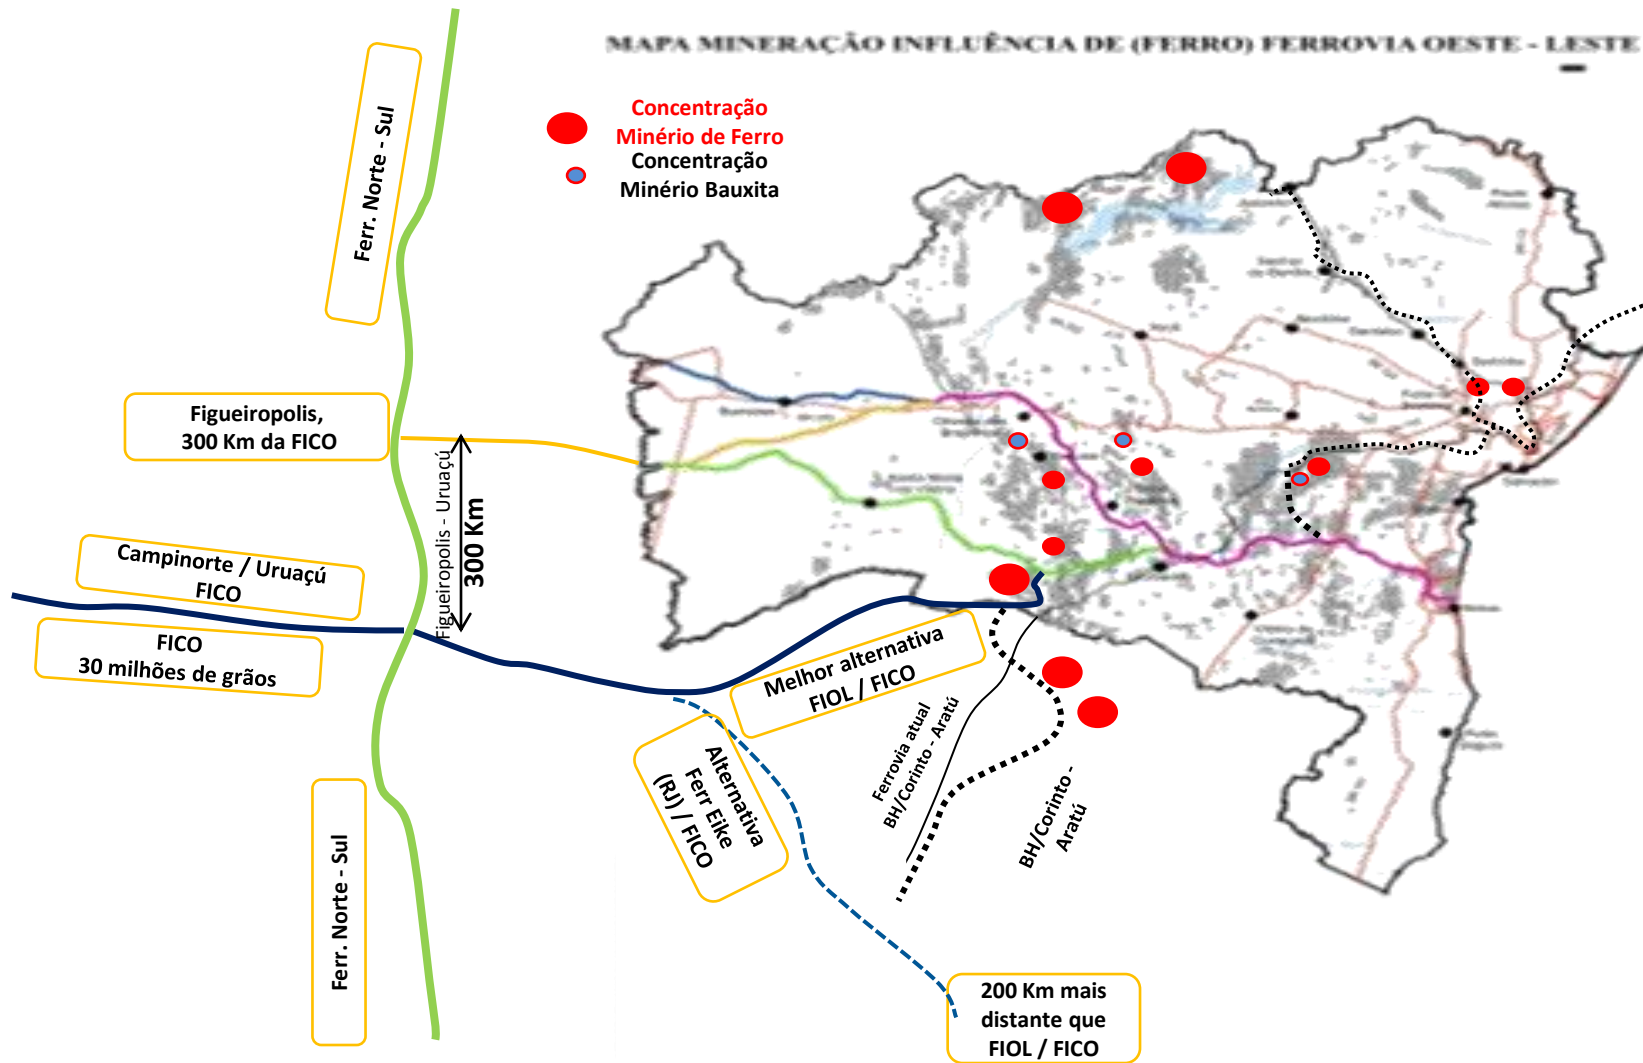 MAPA MINERAÇÃO INFLUÊNCIA DE (FERRO) FERROVIA OESTE - LESTE
Concentração
Minério de Ferro
Concentração
Minério Bauxita
Ferr. Norte - Sul
Figueiropolis,
300 Km da FICO
Figueiropolis - Uruaçú
300 Km
Campinorte / Uruaçú
FICO
FICO
30 milhões de grãos
Melhor alternativa
FIOL / FICO
Alternativa
Ferr Eike
(RJ) / FICO
Ferrovia atual
BH/Corinto - Aratú
BH/Corinto -
Aratú
Ferr. Norte - Sul
200 Km mais
distante que
FIOL / FICO